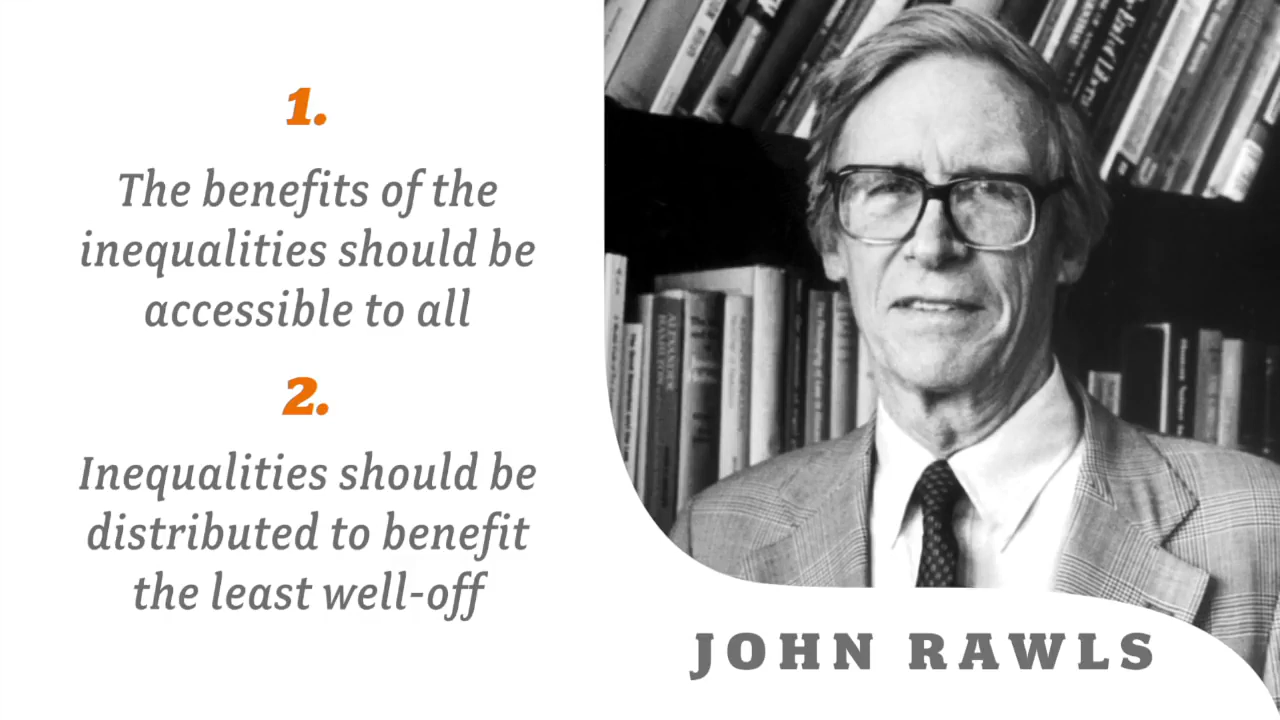 1.
The benefits of the
inequalities should be
accessible to all
2.
Inequalities should be
distributed to benefit
the least well-off
JOHN RAWLS